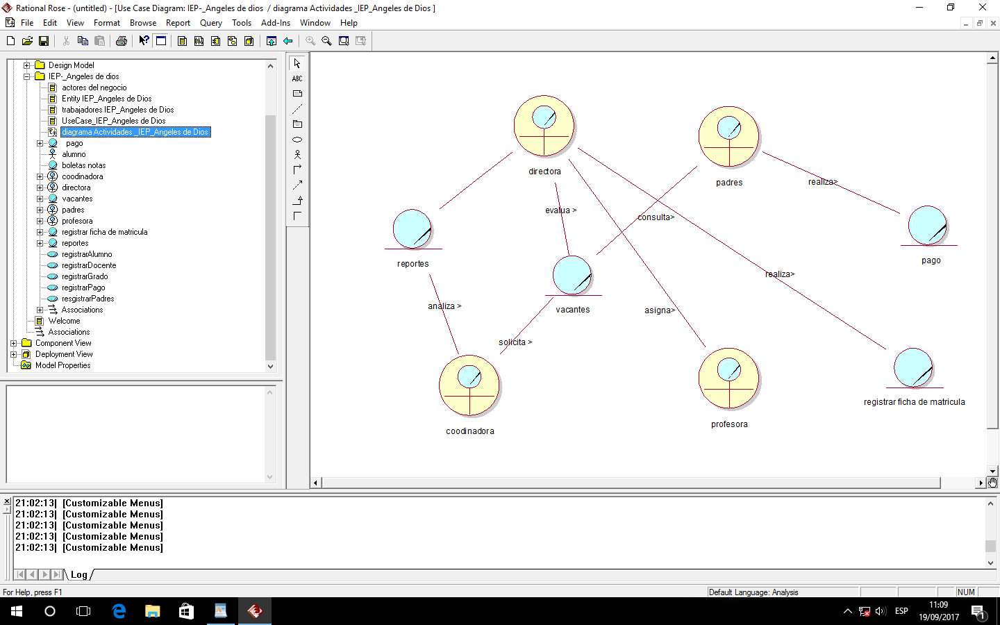 Rational Rose - (untitled) - [Use Case Diagram: IEP-_Angeles de dios / diagrama Actividades _IEP_Angeles de Dios ]
File Edit View Format Browse Report Query Tools Add-Ins Window Help
Design Model
IEP-_Angeles de dios
actores del negocio
Entity IEP_Angeles de Dios
trabajadores IEP_Angeles de Dios
UseCase_IEP_Angeles de Dios
diagrama Actividades _IEP_Angeles de Dios
pago
alumno
boletas notas
coodinadora
directora
vacantes
padres
profesora
registrar ficha de matricula
reportes
registrarAlumno
registrarDocente
registrarGrado
registrarPago
resgistrarPadres
Associations
Welcome
Associations
Component View
Deployment View
Model Properties
ABC
directora
padres
realiza>
evalua >
consulta>
reportes
pago
realiza>
analiza >
vacantes
asigna>
solicita >
registrar ficha de matricula
profesora
coodinadora
21:02:13| [Customizable Menus]
21:02:13| [Customizable Menus]
21:02:13| [Customizable Menus]
21:02:13| [Customizable Menus]
21:02:13| [Customizable Menus]
Log
For Help, press F1
Default Language: Analysis
NUM
ESP
11:09
19/09/2017
1